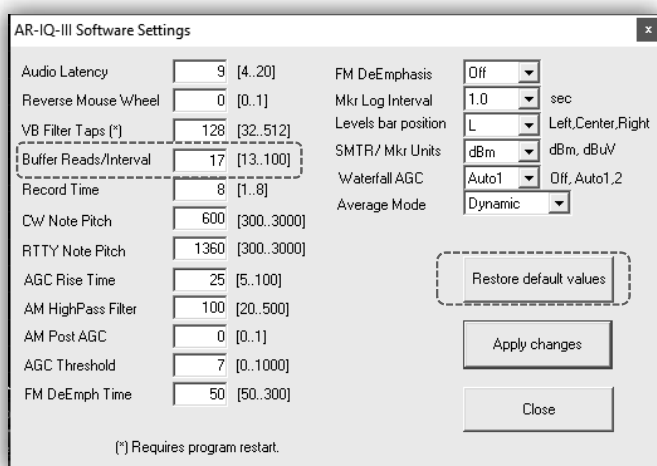 AR-IQ-III Software Settings x
Audio Latency 9 [4..20]
Reverse Mouse Wheel 0 [0..1]
VB Filter Taps (*) 128 [32..512]
Buffer Reads/Interval 17 [13..100]
Record Time 8 [1..8]
CW Note Pitch 600 [300..3000]
RTTY Note Pitch 1360 [300..3000]
AGC Rise Time 25 [5..100]
AM HighPass Filter 100 [20..500]
AM Post AGC 0 [0..1]
AGC Threshold 7 [0..1000]
FM DeEmph Time 50 [50..300]
(*) Requires program restart.
FM DeEmphasis Off
Mkr Log Interval 1.0 sec
Levels bar position L Left,Center,Right
SMTR/ Mkr Units dBm dBm, dBuV
Waterfall AGC Auto1 Off, Auto1,2
Average Mode Dynamic
Restore default values
Apply changes
Close